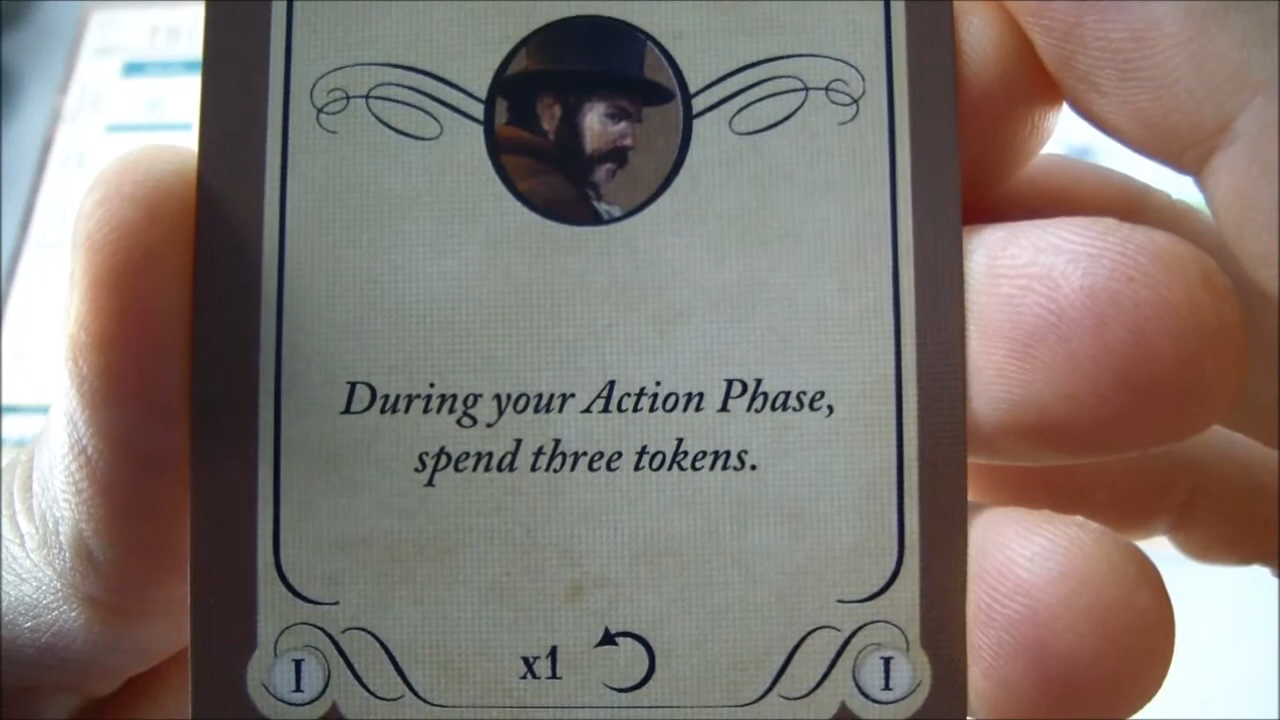 During your Action Phase,
spend three tokens.
x1
I I